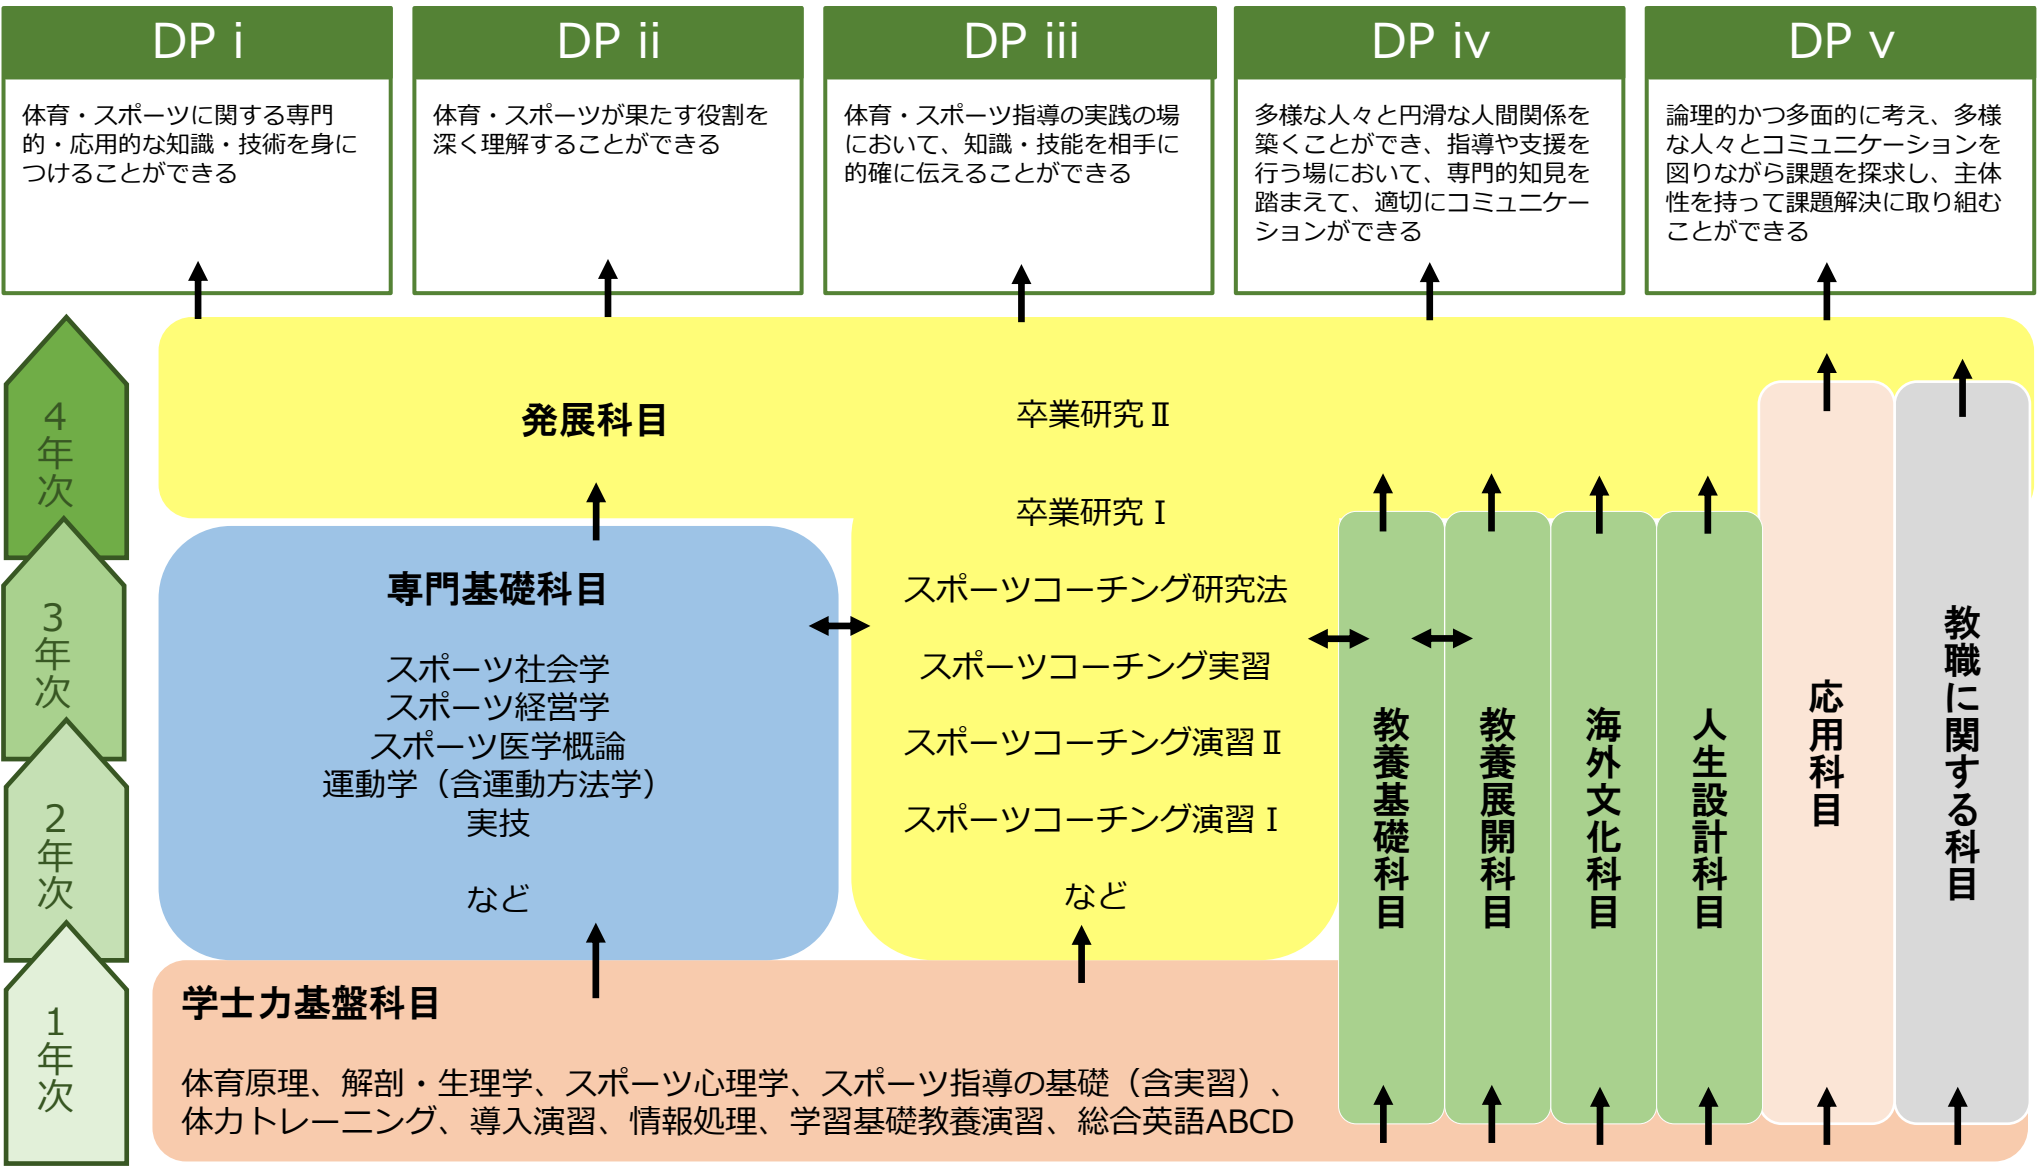 DP i
体育・スポーツに関する専門
的・応用的な知識・技術を身に
つけることができる
DP ii
体育・スポーツが果たす役割を
深く理解することができる
DP iii
体育・スポーツ指導の実践の場
において、知識・技能を相手に
的確に伝えることができる
DP iv
多様な人々と円滑な人間関係を
築くことができ、指導や支援を
行う場において、専門的知見を
踏まえて、適切にコミュニケー
ションができる
DP v
論理的かつ多面的に考え、多様
な人々とコミュニケーションを
図りながら課題を探求し、主体
性を持って課題解決に取り組む
ことができる
4年次
3年次
2年次
1年次
発展科目
卒業研究Ⅱ
卒業研究Ⅰ
スポーツコーチング研究法
スポーツコーチング実習
スポーツコーチング演習Ⅱ
スポーツコーチング演習Ⅰ
など
専門基礎科目
スポーツ社会学
スポーツ経営学
スポーツ医学概論
運動学（含運動方法学）
実技
など
教養基礎科目
教養展開科目
海外文化科目
人生設計科目
応用科目
教職に関する科目
学士力基盤科目
体育原理、解剖・生理学、スポーツ心理学、スポーツ指導の基礎（含実習）、
体力トレーニング、導入演習、情報処理、学習基礎教養演習、総合英語ABCD